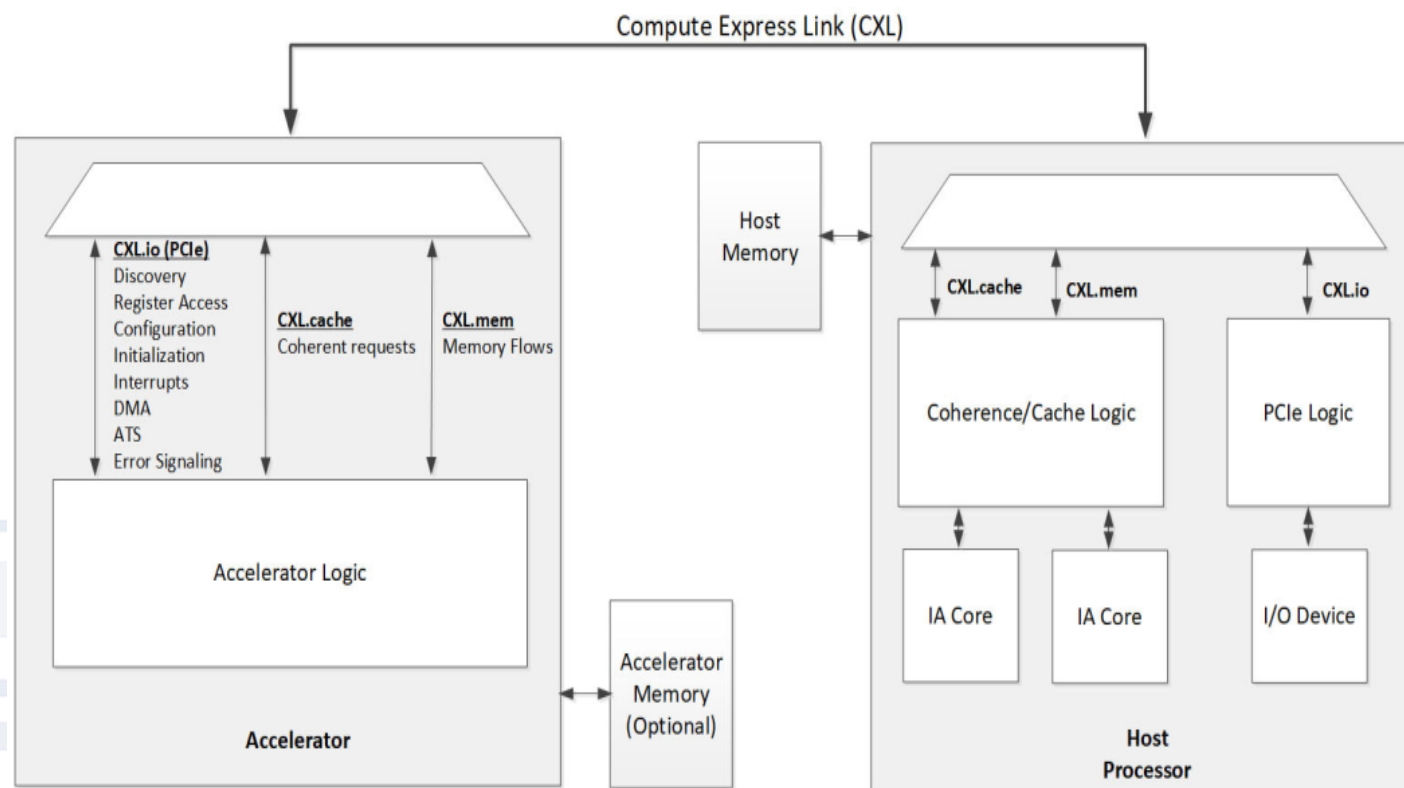 Compute Express Link (CXL)
CXL.io (PCIe)
Discovery
Register Access
Configuration
Initialization
Interrupts
DMA
ATS
Error Signaling
CXL.cache
Coherent requests
CXL.mem
Memory Flows
Accelerator Logic
Accelerator
Accelerator
Memory
(Optional)
Host
Memory
CXL.cache
CXL.mem
CXL.io
Coherence/Cache Logic
PCIe Logic
IA Core
IA Core
I/O Device
Host
Processor